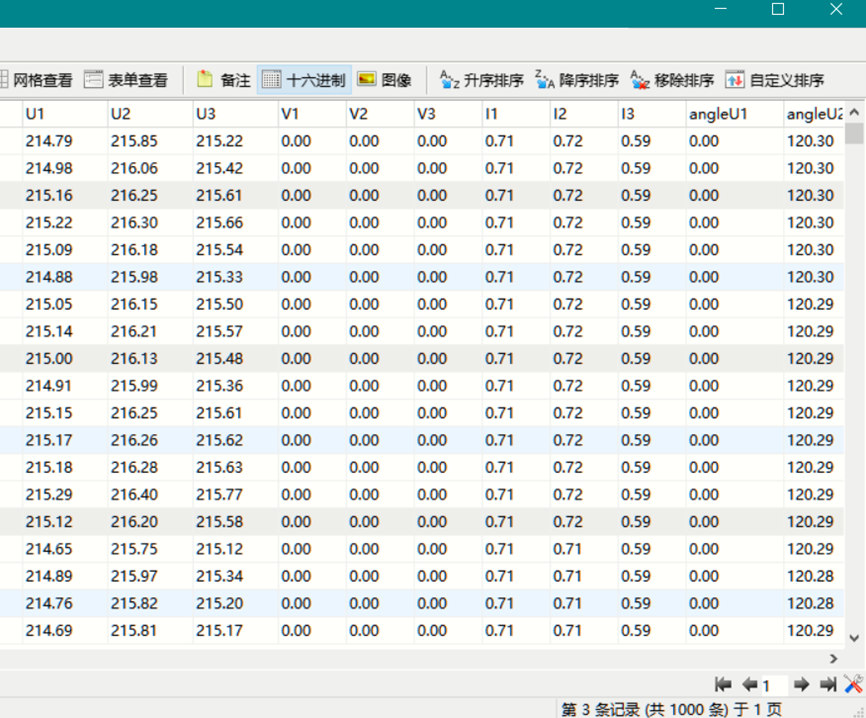 网格查看 表单查看 备注 十六进制 图像 升序排序 降序排序 移除排序 自定义排序
U1 U2 U3 V1 V2 V3 I1 I2 I3 angleU1 angleU2
214.79 215.85 215.22 0.00 0.00 0.00 0.71 0.72 0.59 0.00 120.30
214.98 216.06 215.42 0.00 0.00 0.00 0.71 0.72 0.59 0.00 120.30
215.16 216.25 215.61 0.00 0.00 0.00 0.71 0.72 0.59 0.00 120.30
215.22 216.30 215.66 0.00 0.00 0.00 0.71 0.72 0.59 0.00 120.30
215.09 216.18 215.54 0.00 0.00 0.00 0.71 0.72 0.59 0.00 120.30
214.88 215.98 215.33 0.00 0.00 0.00 0.71 0.72 0.59 0.00 120.30
215.05 216.15 215.50 0.00 0.00 0.00 0.71 0.72 0.59 0.00 120.29
215.14 216.21 215.57 0.00 0.00 0.00 0.71 0.72 0.59 0.00 120.29
215.00 216.13 215.48 0.00 0.00 0.00 0.71 0.72 0.59 0.00 120.29
214.91 215.99 215.36 0.00 0.00 0.00 0.71 0.72 0.59 0.00 120.29
215.15 216.25 215.61 0.00 0.00 0.00 0.71 0.72 0.59 0.00 120.29
215.17 216.26 215.62 0.00 0.00 0.00 0.71 0.72 0.59 0.00 120.29
215.18 216.28 215.63 0.00 0.00 0.00 0.71 0.72 0.59 0.00 120.29
215.29 216.40 215.77 0.00 0.00 0.00 0.71 0.72 0.59 0.00 120.29
215.12 216.20 215.58 0.00 0.00 0.00 0.71 0.72 0.59 0.00 120.29
214.65 215.75 215.12 0.00 0.00 0.00 0.71 0.71 0.59 0.00 120.29
214.89 215.97 215.34 0.00 0.00 0.00 0.71 0.71 0.59 0.00 120.28
214.76 215.82 215.20 0.00 0.00 0.00 0.71 0.71 0.59 0.00 120.28
214.69 215.81 215.17 0.00 0.00 0.00 0.71 0.71 0.59 0.00 120.29
1
第 3 条记录 (共 1000 条) 于 1 页